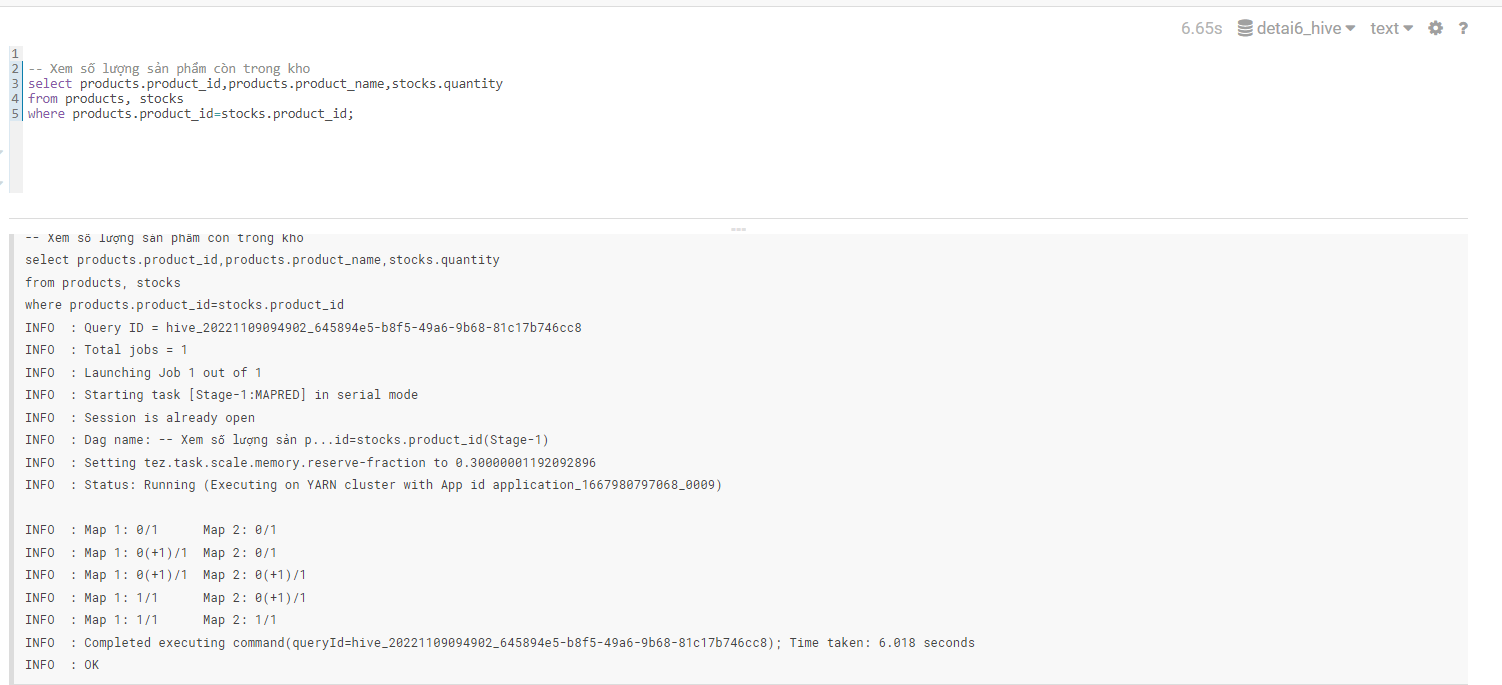 6.65s detai6_hive text ?
1
2 -- Xem số lượng sản phẩm còn trong kho
3 select products.product_id,products.product_name,stocks.quantity
4 from products, stocks
5 where products.product_id=stocks.product_id;
-- Xem số lượng sản phẩm còn trong kho
select products.product_id,products.product_name,stocks.quantity
from products, stocks
where products.product_id=stocks.product_id
INFO  : Query ID = hive_20221109094902_645894e5-b8f5-49a6-9b68-81c17b746cc8
INFO  : Total jobs = 1
INFO  : Launching Job 1 out of 1
INFO  : Starting task [Stage-1:MAPRED] in serial mode
INFO  : Session is already open
INFO  : Dag name: -- Xem số lượng sản p...id=stocks.product_id(Stage-1)
INFO  : Setting tez.task.scale.memory.reserve-fraction to 0.30000001192092896
INFO  : Status: Running (Executing on YARN cluster with App id application_1667980797068_0009)
INFO  : Map 1: 0/1      Map 2: 0/1
INFO  : Map 1: 0(+1)/1  Map 2: 0/1
INFO  : Map 1: 0(+1)/1  Map 2: 0(+1)/1
INFO  : Map 1: 1/1      Map 2: 0(+1)/1
INFO  : Map 1: 1/1      Map 2: 1/1
INFO  : Completed executing command(queryId=hive_20221109094902_645894e5-b8f5-49a6-9b68-81c17b746cc8); Time taken: 6.018 seconds
INFO  : OK